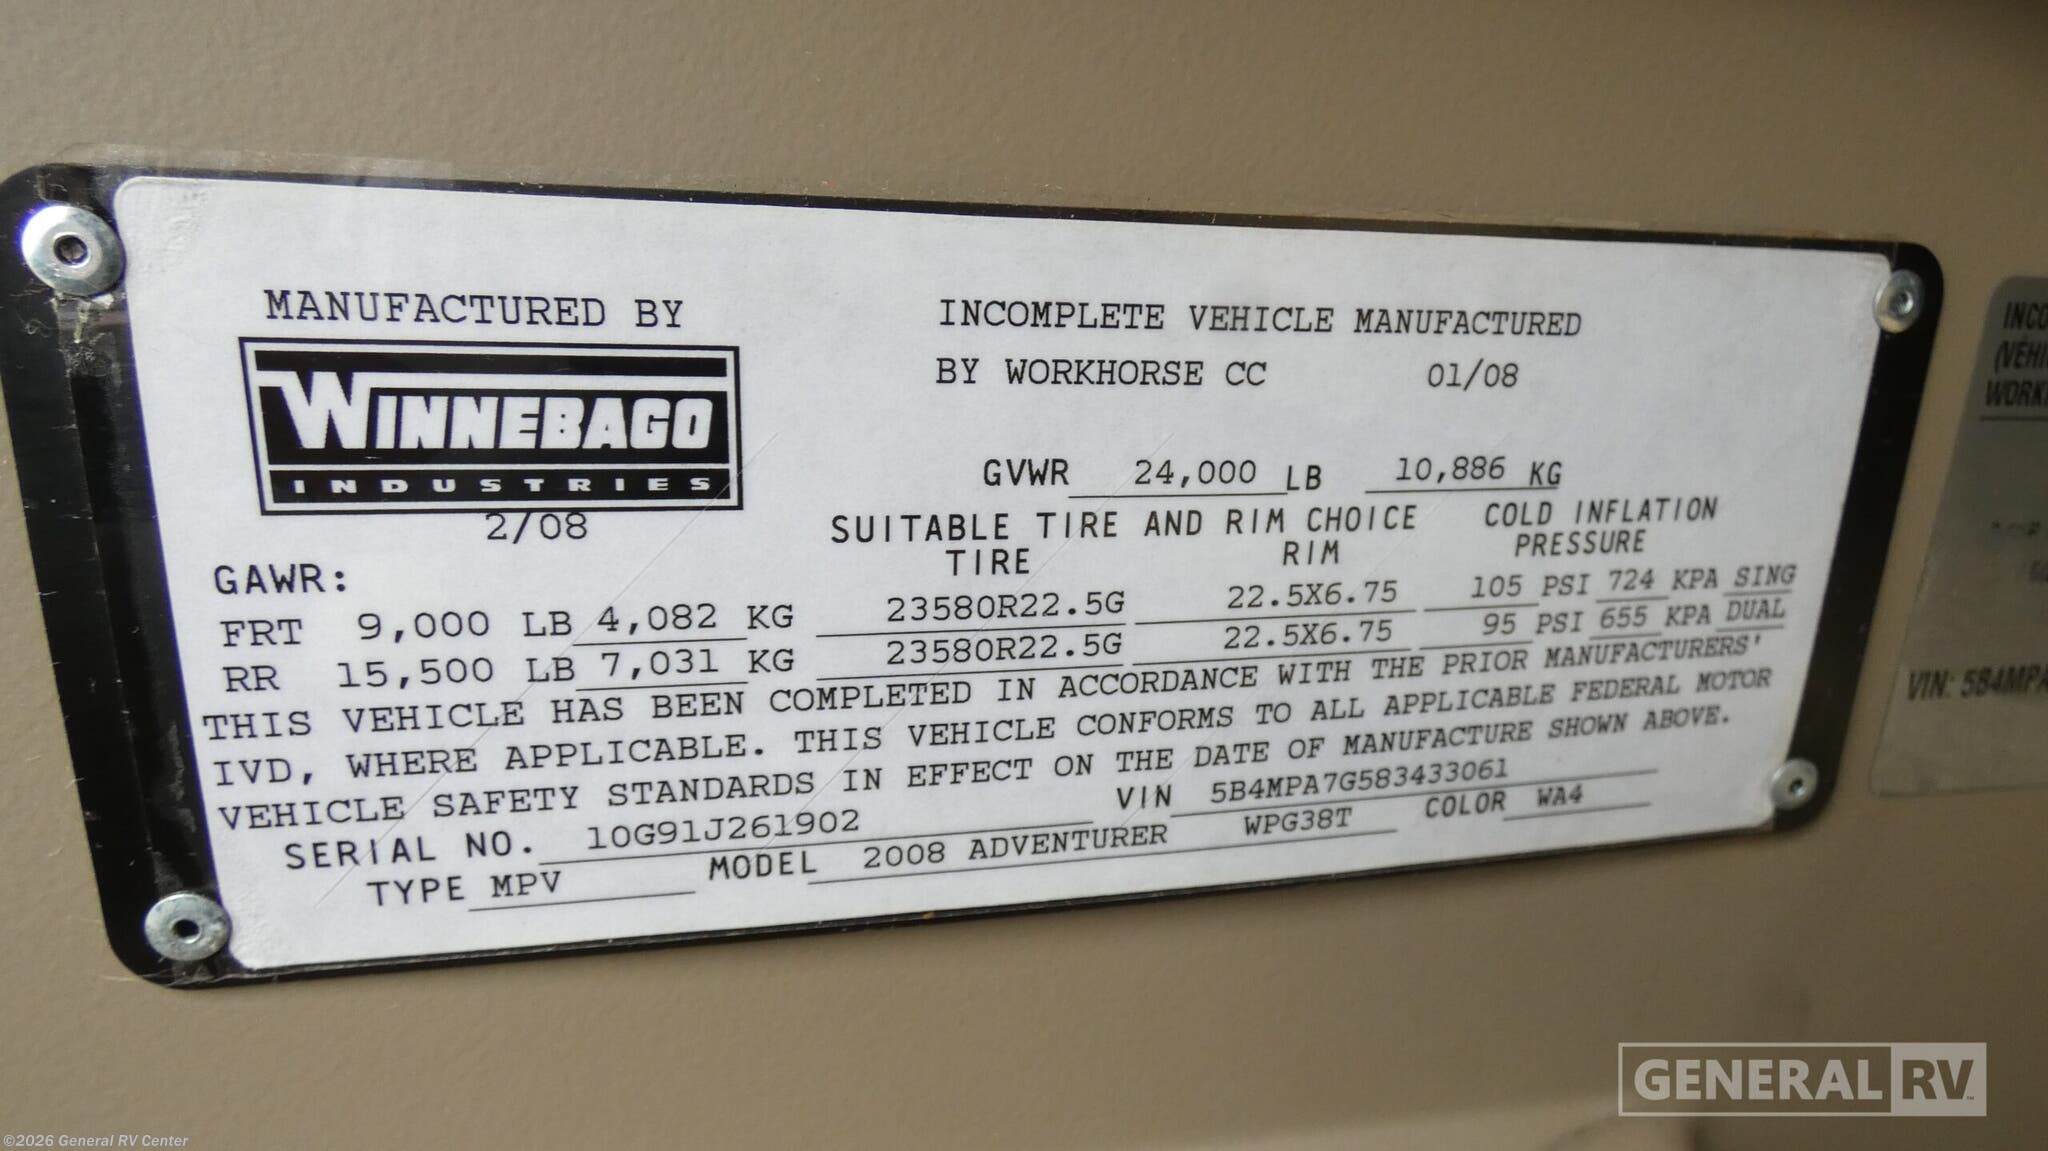 MANUFACTURED BY
WINNEBAGO
INDUSTRIES
2/08
INCOMPLETE VEHICLE MANUFACTURED
BY WORKHORSE CC 01/08
GVWR 24,000 LB 10,886 KG
SUITABLE TIRE AND RIM CHOICE COLD INFLATION
TIRE RIM PRESSURE
GAWR:
FRT 9,000 LB 4,082 KG 23580R22.5G 22.5X6.75 105 PSI 724 KPA SING
RR 15,500 LB 7,031 KG 23580R22.5G 22.5X6.75 95 PSI 655 KPA DUAL
THIS VEHICLE HAS BEEN COMPLETED IN ACCORDANCE WITH THE PRIOR MANUFACTURERS'
IVD, WHERE APPLICABLE. THIS VEHICLE CONFORMS TO ALL APPLICABLE FEDERAL MOTOR
VEHICLE SAFETY STANDARDS IN EFFECT ON THE DATE OF MANUFACTURE SHOWN ABOVE.
SERIAL NO. 10G91J261902 VIN 5B4MPA7G583433061
TYPE MPV MODEL 2008 ADVENTURER WPG38T COLOR WA4
INCO
(VEHI
WORK
VIN: 5B4MPA
GENERAL RV
©2026 General RV Center